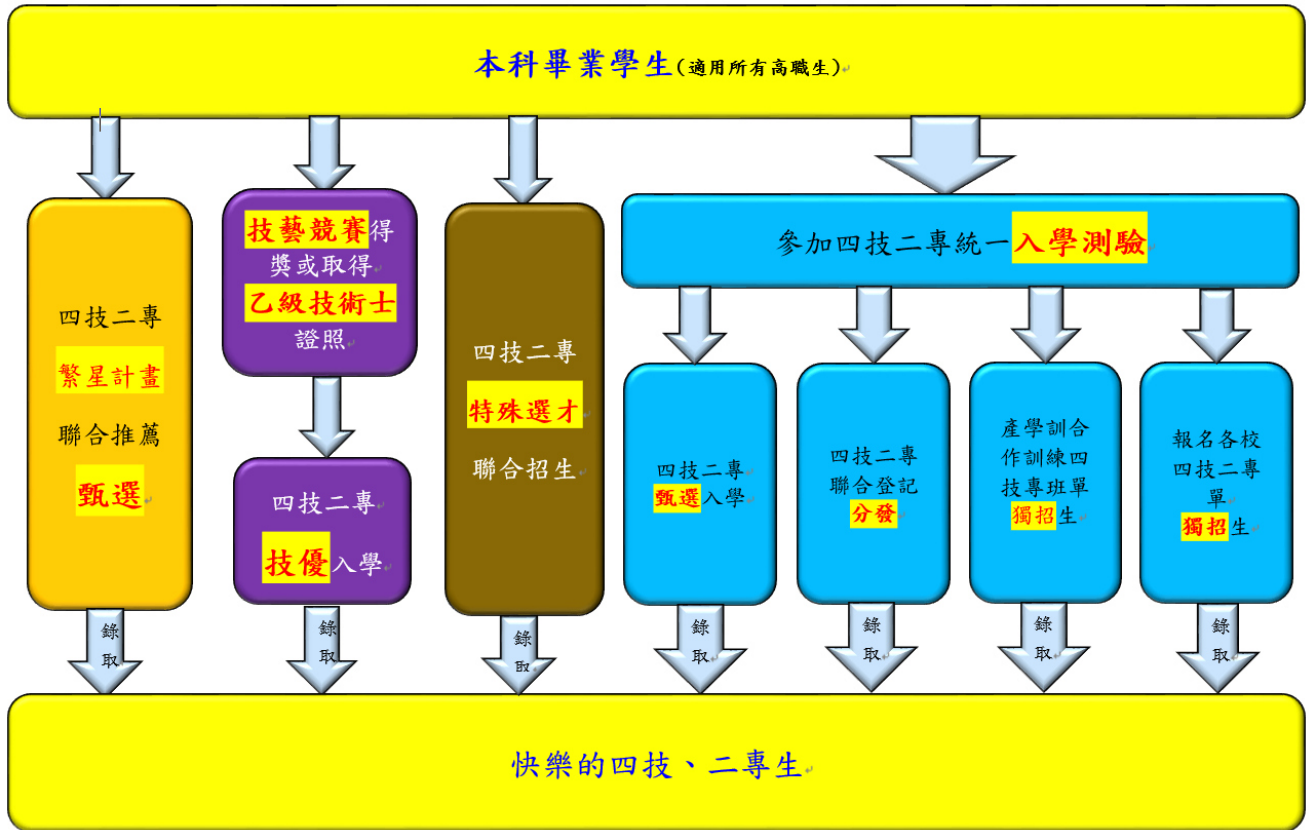 本科畢業學生(適用所有高職生)
四技二專
繁星計畫
聯合推薦
甄選
技藝競賽得
獎或取得
乙級技術士
證照
四技二專
技優入學
四技二專
特殊選才
聯合招生
參加四技二專統一入學測驗
四技二專
甄選入學
四技二專
聯合登記
分發
產學訓合
作訓練四
技專班單
獨招生
報名各校
四技二專
單
獨招生
錄
取
錄
取
錄
取
錄
取
錄
取
錄
取
錄
取
快樂的四技、二專生